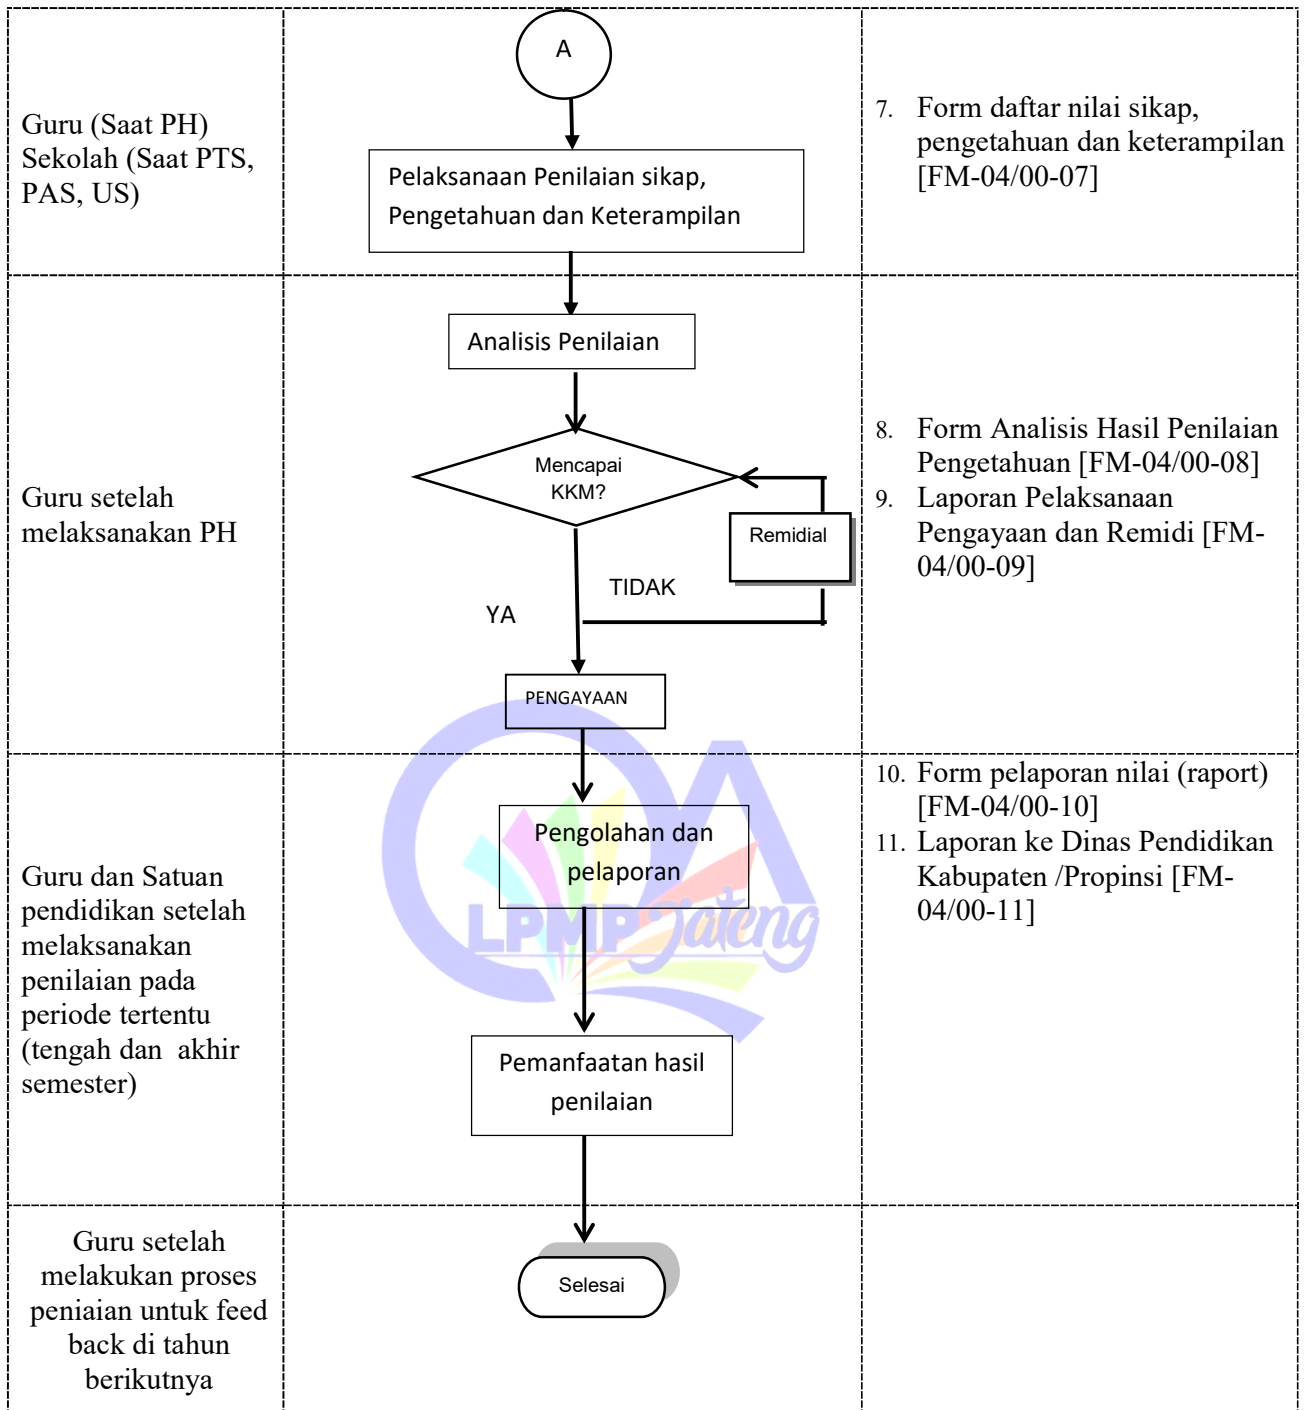 A
Guru (Saat PH)
Sekolah (Saat PTS,
PAS, US)
Pelaksanaan Penilaian sikap,
Pengetahuan dan Keterampilan
7. Form daftar nilai sikap,
pengetahuan dan keterampilan
[FM-04/00-07]
Guru setelah
melaksanakan PH
Analisis Penilaian
Mencapai
KKM?
Remidial
TIDAK
YA
PENGAYAAN
8. Form Analisis Hasil Penilaian
Pengetahuan [FM-04/00-08]
9. Laporan Pelaksanaan
Pengayaan dan Remidi [FM-
04/00-09]
Guru dan Satuan
pendidikan setelah
melaksanakan
penilaian pada
periode tertentu
(tengah dan akhir
semester)
Pengolahan dan
pelaporan
LPMP Jateng
Pemanfaatan hasil
penilaian
10. Form pelaporan nilai (raport)
[FM-04/00-10]
11. Laporan ke Dinas Pendidikan
Kabupaten /Propinsi [FM-
04/00-11]
Guru setelah
melakukan proses
peniaian untuk feed
back di tahun
berikutnya
Selesai